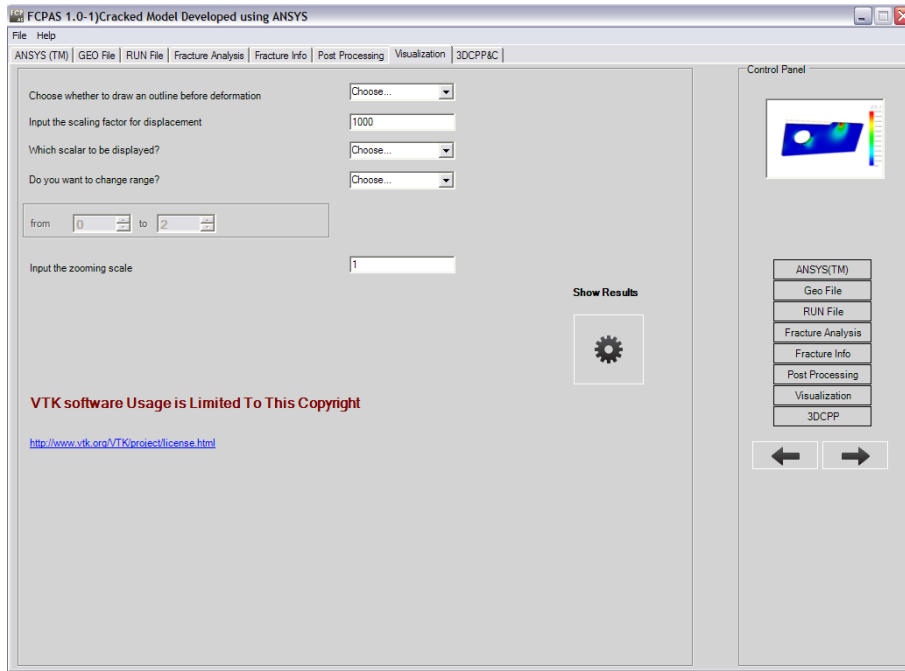 FCPAS 1.0-1)Cracked Model Developed using ANSYS
File Help
ANSYS (TM) GEO File RUN File Fracture Analysis Fracture Info Post Processing Visualization 3DCPP&C
Choose whether to draw an outline before deformation Choose...
Input the scaling factor for displacement 1000
Which scalar to be displayed? Choose...
Do you want to change range? Choose...
from 0 to 2
Input the zooming scale 1
Show Results
VTK software Usage is Limited To This Copyright
http://www.vtk.org/VTK/project/license.html
Control Panel
ANSYS(TM)
Geo File
RUN File
Fracture Analysis
Fracture Info
Post Processing
Visualization
3DCPP